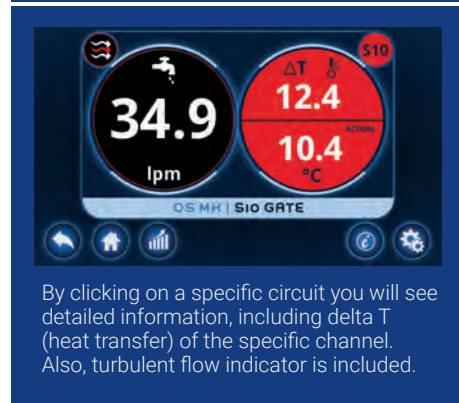 S10
ΔT
34.9
12.4
ACTUAL
10.4
lpm
°C
OS MH | S10 GATE
By clicking on a specific circuit you will see
detailed information, including delta T
(heat transfer) of the specific channel.
Also, turbulent flow indicator is included.